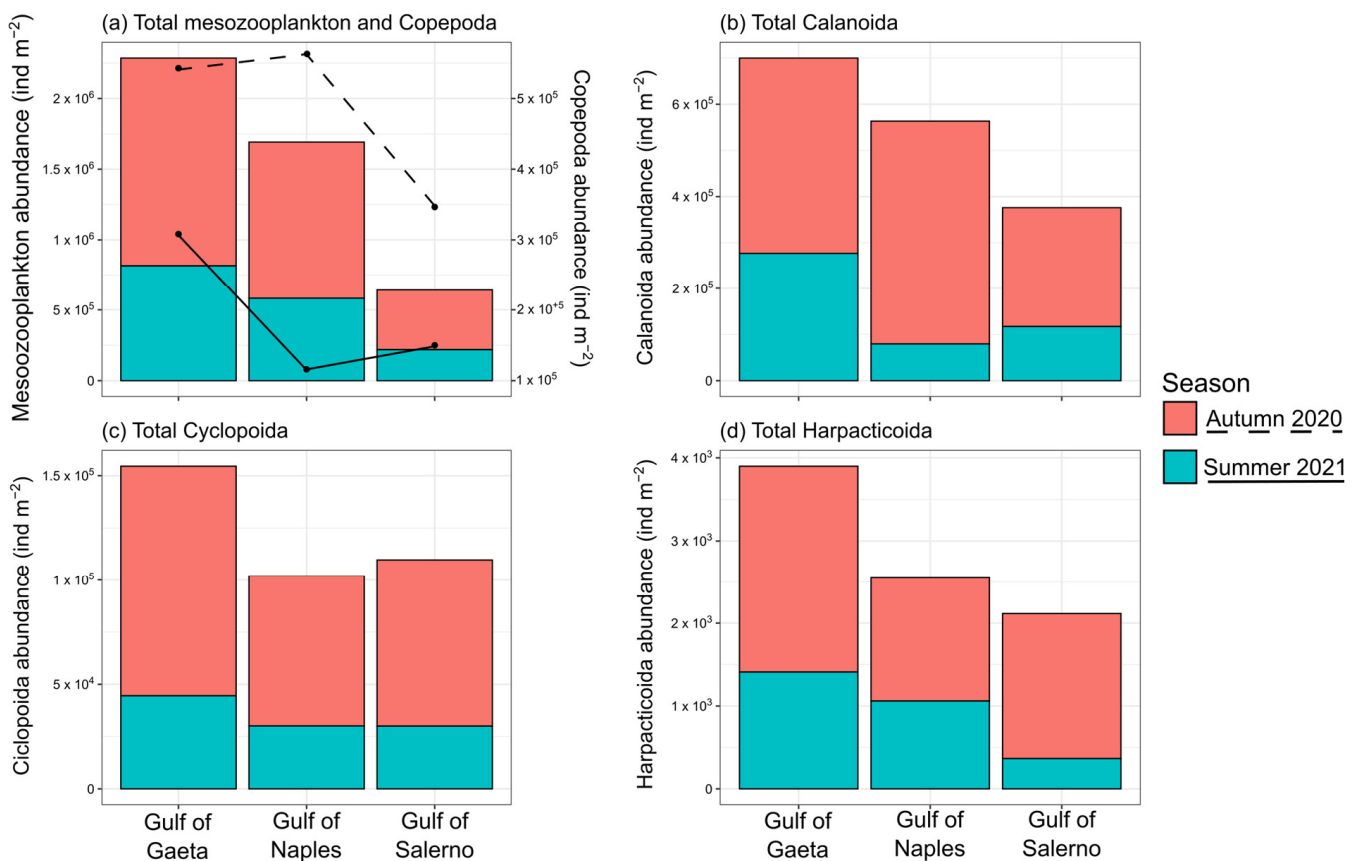 (a) Total mesozooplankton and Copepoda
Mesoozooplankton abundance (ind m⁻²)
2 x 10⁶
1.5 x 10⁶
1 x 10⁶
5 x 10⁵
0
Copepoda abundance (ind m⁻²)
5 x 10⁵
4 x 10⁵
3 x 10⁵
2 x 10⁺⁵
1 x 10⁵
(b) Total Calanoida
Calanoida abundance (ind m⁻²)
6 x 10⁵
4 x 10⁵
2 x 10⁵
0
(c) Total Cyclopoida
Ciclopoida abundance (ind m⁻²)
1.5 x 10⁵
1 x 10⁵
5 x 10⁴
0
Gulf of
Gaeta
Gulf of
Naples
Gulf of
Salerno
(d) Total Harpacticoida
Harpacticoida abundance (ind m⁻²)
4 x 10³
3 x 10³
2 x 10³
1 x 10³
0
Gulf of
Gaeta
Gulf of
Naples
Gulf of
Salerno
Season
Autumn 2020
Summer 2021